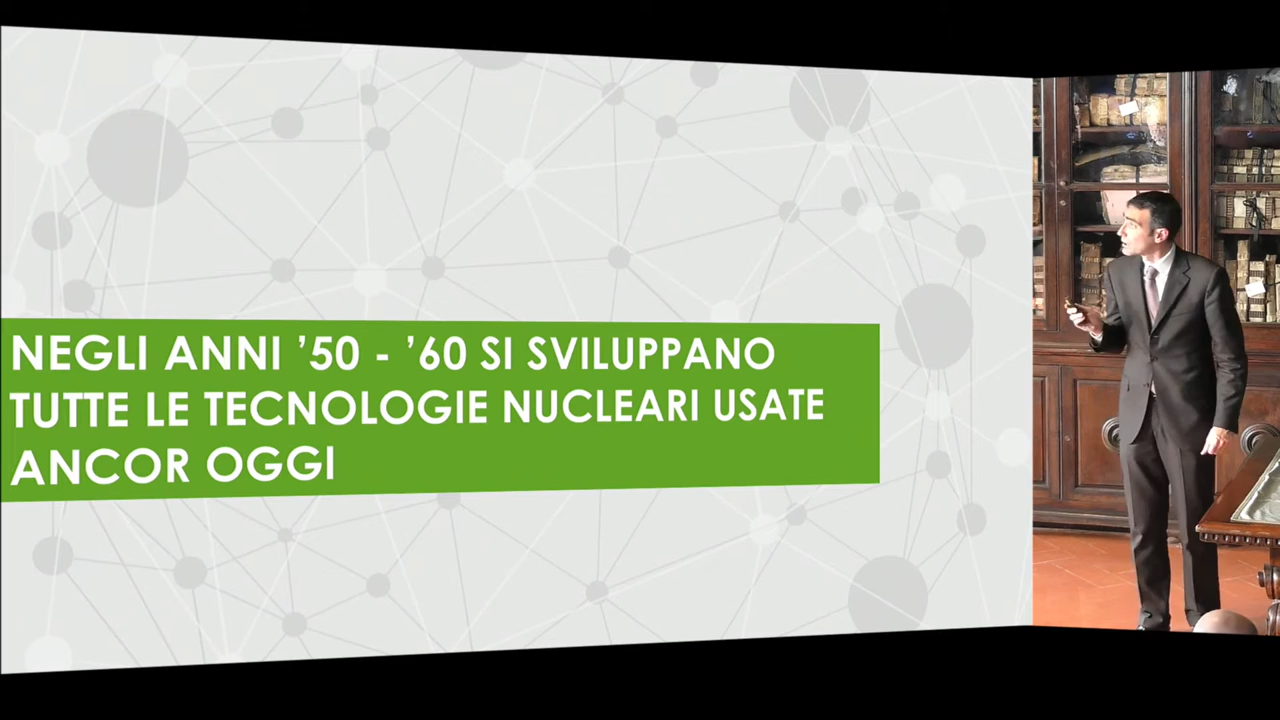 NEGLI ANNI ’50 - ’60 SI SVILUPPANO
TUTTE LE TECNOLOGIE NUCLEARI USATE
ANCOR OGGI